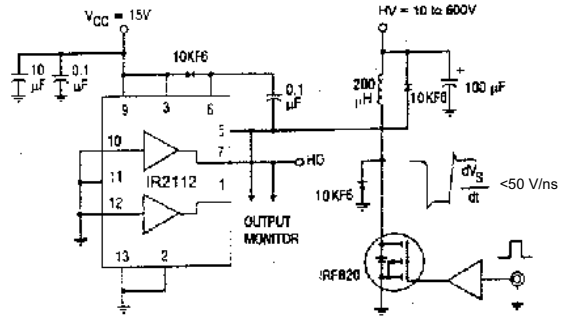 V_CC = 15V
HV = 10 to 600V
10KF6
10 µF
0.1 µF
0.1 µF
200 µH
10KF6
100 µF
+
9
3
6
5
10
7
HO
11
IR2112
1
12
OUTPUT MONITOR
13
2
10KF6
dV_S
dt
<50 V/ns
IRF820